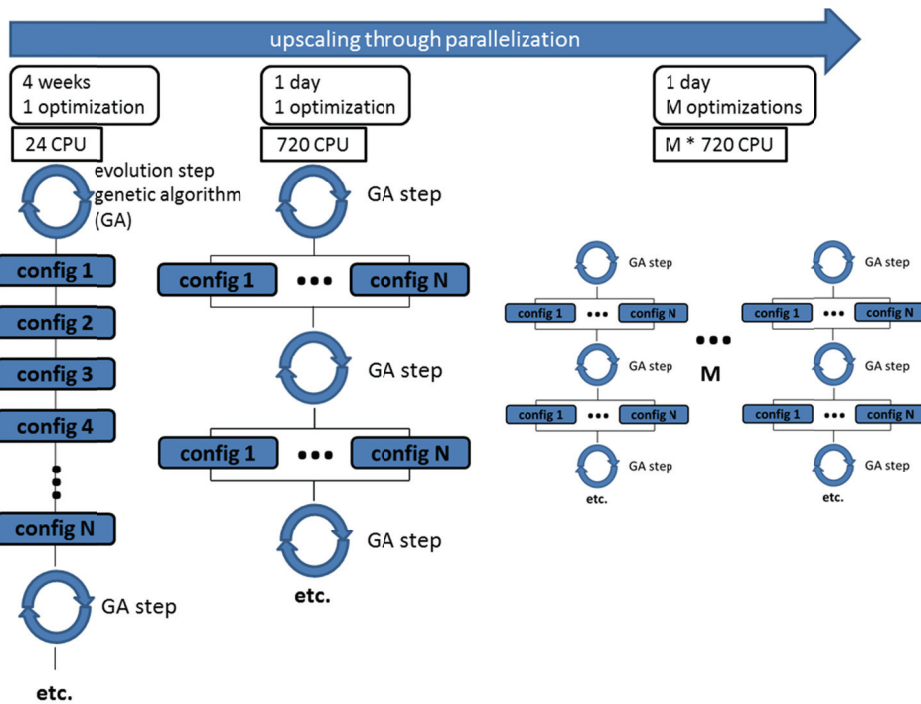 upscaling through parallelization
4 weeks
1 optimization
24 CPU
evolution step
genetic algorithm
(GA)
config 1
config 2
config 3
config 4
config N
GA step
etc.
1 day
1 optimization
720 CPU
GA step
config 1 ••• config N
GA step
config 1 ••• config N
GA step
etc.
1 day
M optimizations
M * 720 CPU
GA step
config 1 ••• config N
GA step
config 1 ••• config N
GA step
etc.
•••
M
GA step
config 1 ••• config N
GA step
config 1 ••• config N
GA step
etc.